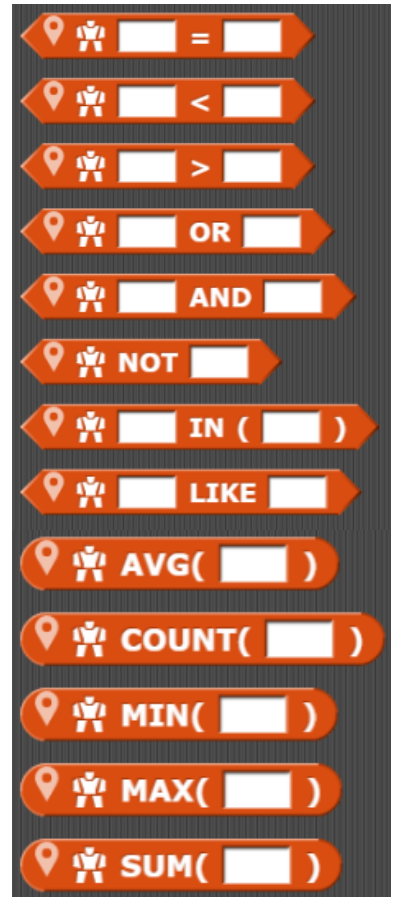 =
<
>
OR
AND
NOT
IN ( )
LIKE
AVG( )
COUNT( )
MIN( )
MAX( )
SUM( )